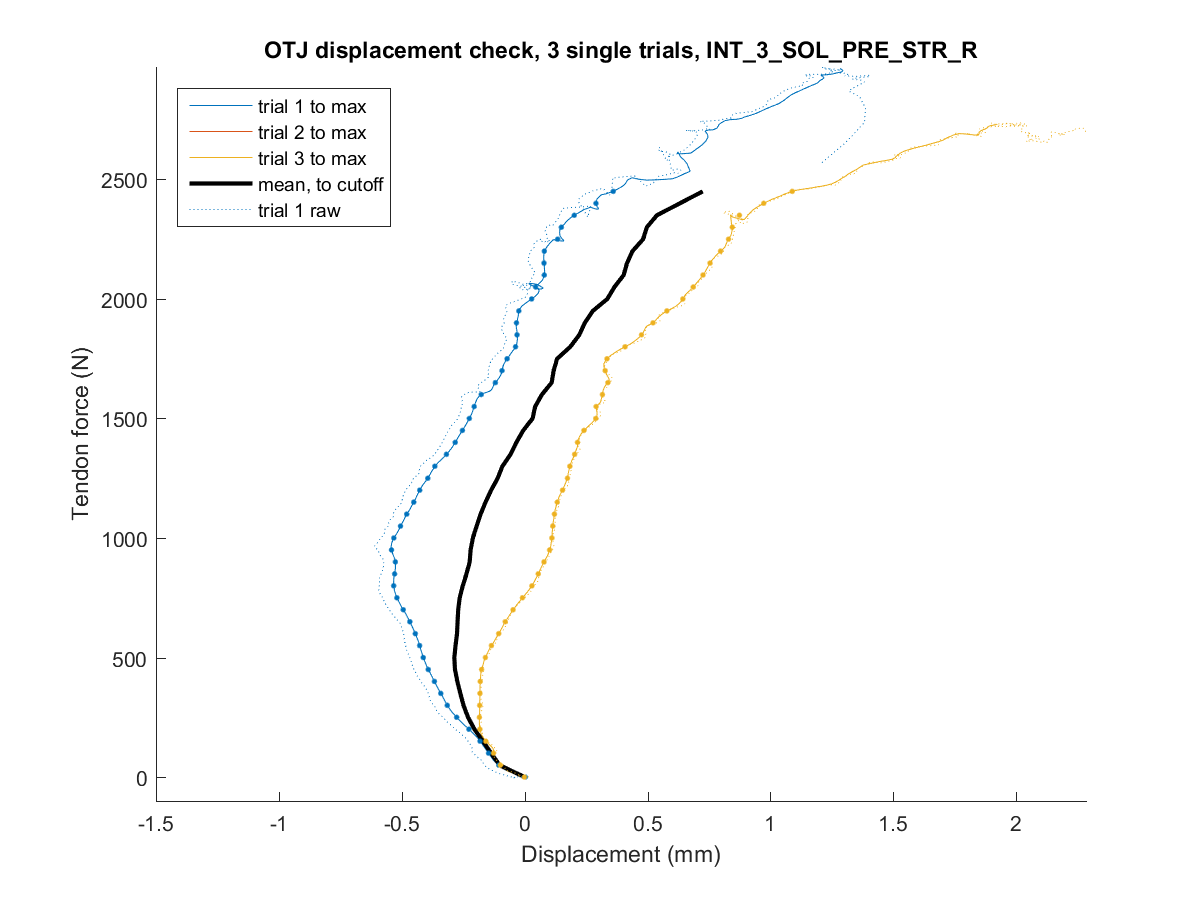 OTJ displacement check, 3 single trials, INT_3_SOL_PRE_STR_R
trial 1 to max
trial 2 to max
trial 3 to max
mean, to cutoff
trial 1 raw
2500
2000
1500
1000
500
0
Tendon force (N)
-1.5 -1 -0.5 0 0.5 1 1.5 2
Displacement (mm)